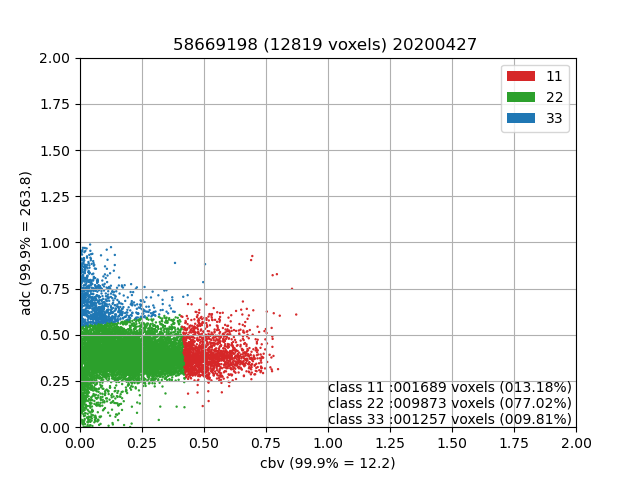 58669198 (12819 voxels) 20200427
2.00
1.75
1.50
1.25
1.00
0.75
0.50
0.25
0.00
adc (99.9% = 263.8)
11
22
33
class 11 :001689 voxels (013.18%)
class 22 :009873 voxels (077.02%)
class 33 :001257 voxels (009.81%)
0.00 0.25 0.50 0.75 1.00 1.25 1.50 1.75 2.00
cbv (99.9% = 12.2)